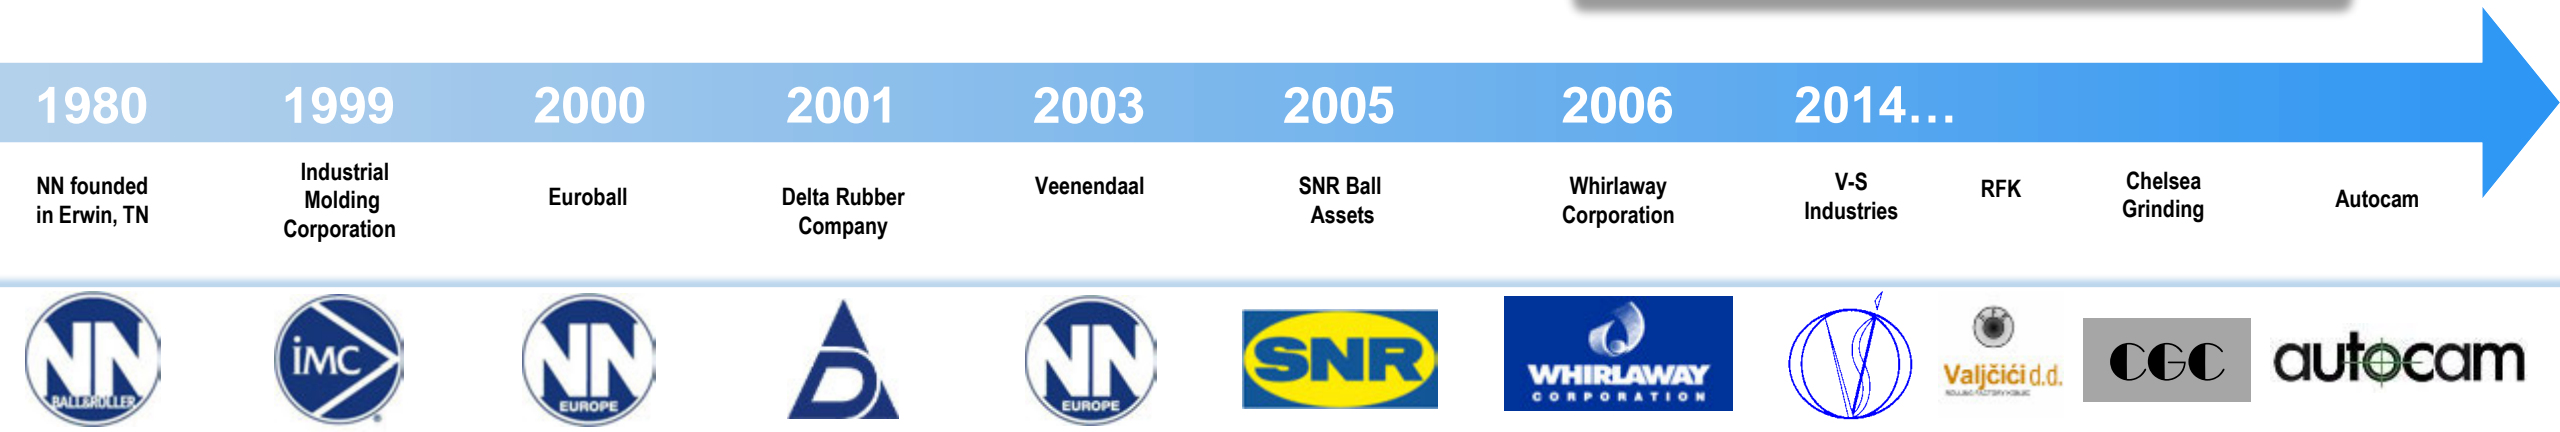 1980 1999 2000 2001 2003 2005 2006 2014...
NN founded
in Erwin, TN
Industrial
Molding
Corporation
Euroball
Delta Rubber
Company
Veenendaal
SNR Ball
Assets
Whirlaway
Corporation
V-S
Industries
RFK
Chelsea
Grinding
Autocam
NN
BALL&ROLLER
iMC
NN
EUROPE
D
NN
EUROPE
SNR
WHIRLAWAY
CORPORATION
VS
Valjčići d.d.
CGC
autocam